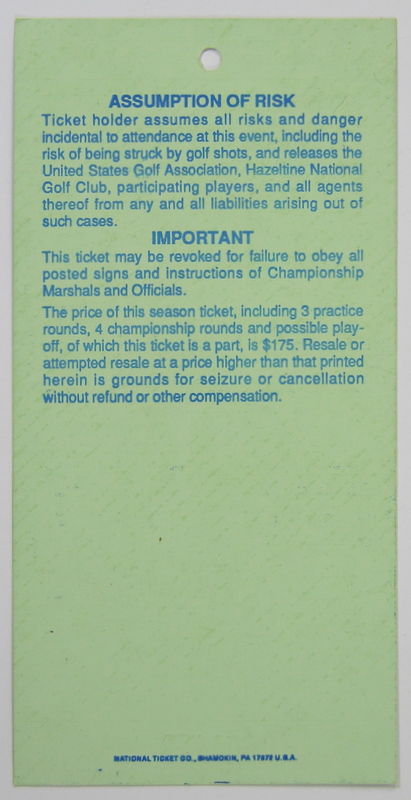 ASSUMPTION OF RISK
Ticket holder assumes all risks and danger
incidental to attendance at this event, including the
risk of being struck by golf shots, and releases the
United States Golf Association, Hazeltine National
Golf Club, participating players, and all agents
thereof from any and all liabilities arising out of
such cases.
IMPORTANT
This ticket may be revoked for failure to obey all
posted signs and instructions of Championship
Marshals and Officials.
The price of this season ticket, including 3 practice
rounds, 4 championship rounds and possible play-
off, of which this ticket is a part, is $175. Resale or
attempted resale at a price higher than that printed
herein is grounds for seizure or cancellation
without refund or other compensation.
NATIONAL TICKET CO., SHAMOKIN, PA 17872 U.S.A.